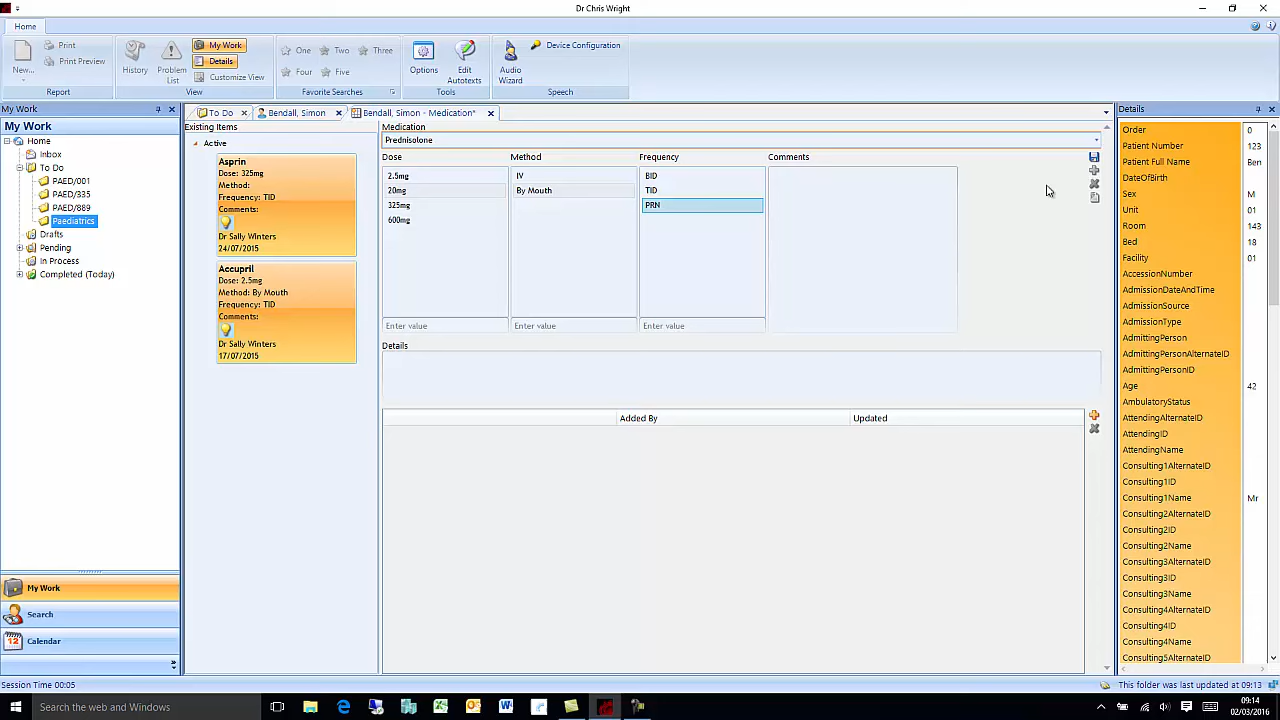 Dr Chris Wright
Home
New...
Print
Print Preview
Report
History
Problem
List
My Work
Details
Customize View
View
One
Two
Three
Four
Five
Favorite Searches
Options
Edit
Autotexts
Tools
Audio
Wizard
Device Configuration
Speech
My Work
My Work
Home
Inbox
To Do
PAED/001
PAED/335
PAED/889
Paediatrics
Drafts
Pending
In Process
Completed (Today)
My Work
Search
12
Calendar
To Do
Bendall, Simon
Bendall, Simon - Medication*
Existing Items
Active
Asprin
Dose: 325mg
Method:
Frequency: TID
Comments:
Dr Sally Winters
24/07/2015
Accupril
Dose: 2.5mg
Method: By Mouth
Frequency: TID
Comments:
Dr Sally Winters
17/07/2015
Medication
Prednisolone
Dose
2.5mg
20mg
325mg
600mg
Enter value
Method
IV
By Mouth
Enter value
Frequency
BID
TID
PRN
Enter value
Comments
Details
Added By
Updated
Details
Order 0
Patient Number 123
Patient Full Name Ben
DateOfBirth
Sex M
Unit 01
Room 143
Bed 18
Facility 01
AccessionNumber
AdmissionDateAndTime
AdmissionSource
AdmissionType
AdmittingPerson
AdmittingPersonAlternateID
AdmittingPersonID
Age 42
AmbulatoryStatus
AttendingAlternateID
AttendingID
AttendingName
Consulting1AlternateID
Consulting1ID
Consulting1Name Mr
Consulting2AlternateID
Consulting2ID
Consulting2Name
Consulting3AlternateID
Consulting3ID
Consulting3Name
Consulting4AlternateID
Consulting4ID
Consulting4Name
Consulting5AlternateID
Session Time 00:05
This folder was last updated at 09:13
Search the web and Windows
09:14
02/03/2016